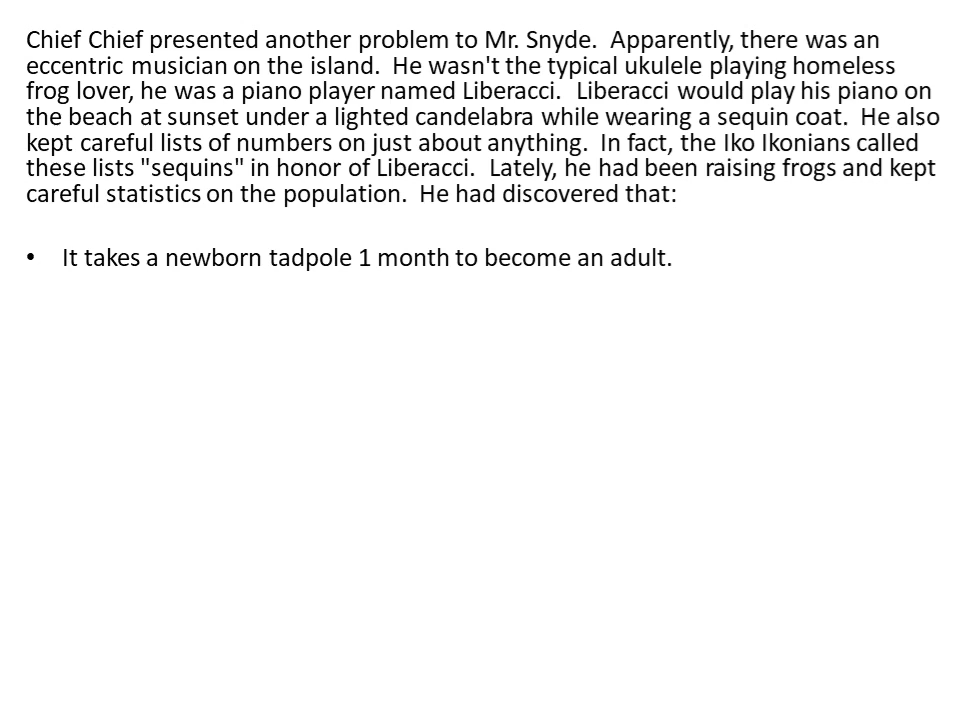 Chief Chief presented another problem to Mr. Snyde.  Apparently, there was an
eccentric musician on the island.  He wasn't the typical ukulele playing homeless
frog lover, he was a piano player named Liberacci.  Liberacci would play his piano on
the beach at sunset under a lighted candelabra while wearing a sequin coat.  He also
kept careful lists of numbers on just about anything.  In fact, the Iko Ikonians called
these lists "sequins" in honor of Liberacci.  Lately, he had been raising frogs and kept
careful statistics on the population.  He had discovered that:
• It takes a newborn tadpole 1 month to become an adult.